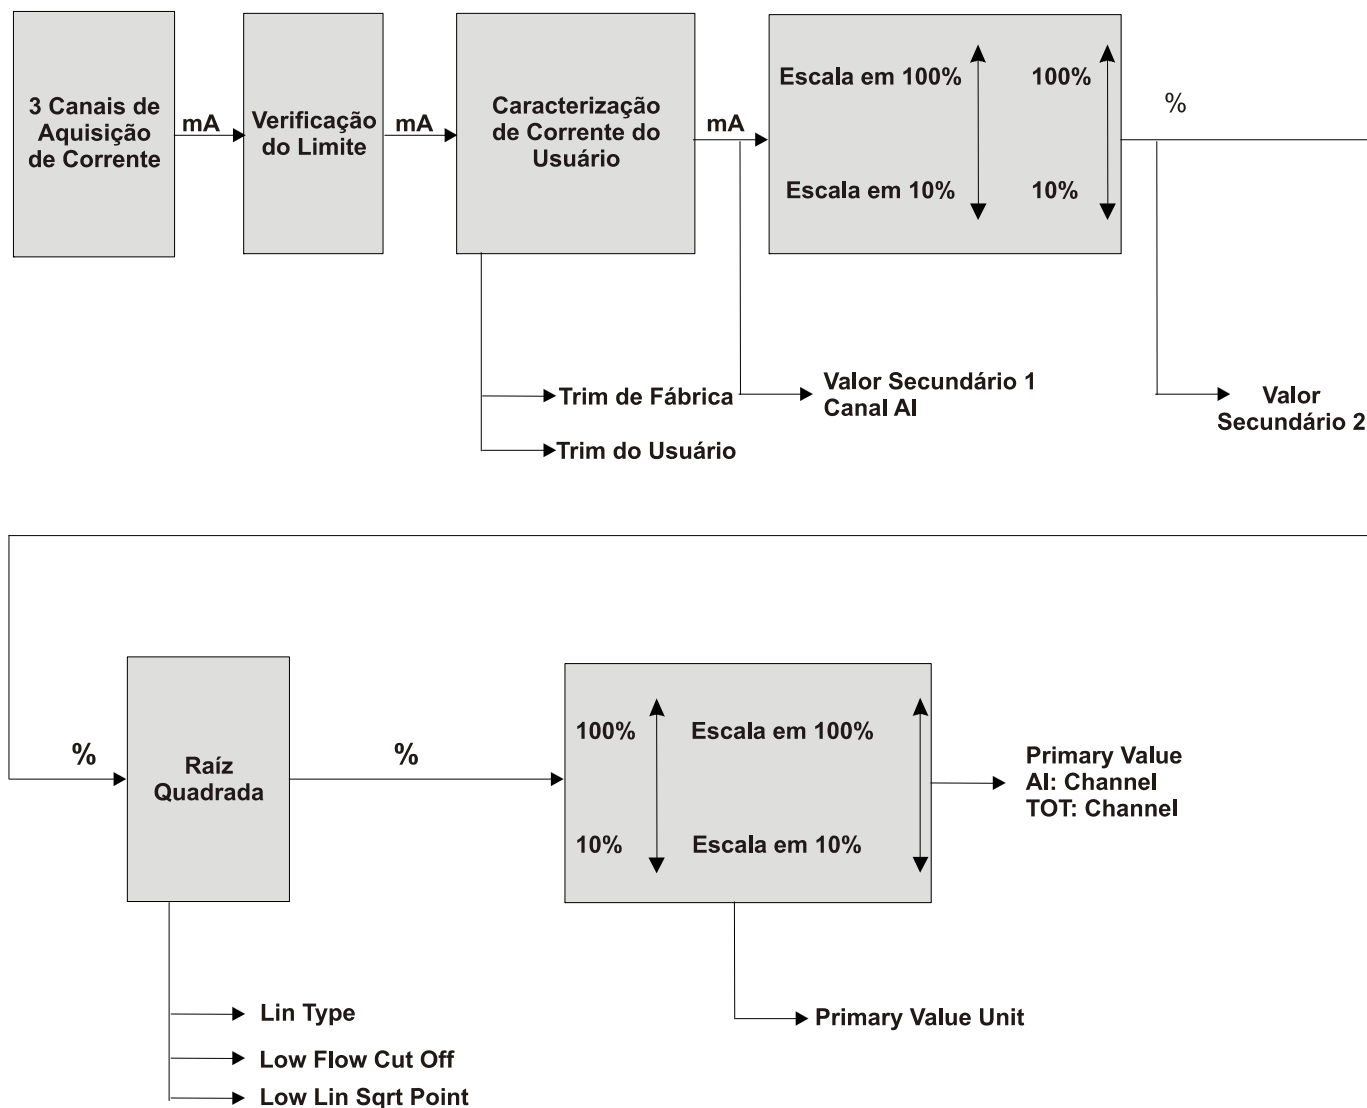 3 Canais de
Aquisição
de Corrente
mA
Verificação
do Limite
mA
Caracterização
de Corrente do
Usuário
mA
Escala em 100%
100%
Escala em 10%
10%
%
Trim de Fábrica
Trim do Usuário
Valor Secundário 1
Canal AI
Valor
Secundário 2
%
Raíz
Quadrada
%
100%
Escala em 100%
10%
Escala em 10%
Primary Value
AI: Channel
TOT: Channel
Lin Type
Low Flow Cut Off
Low Lin Sqrt Point
Primary Value Unit